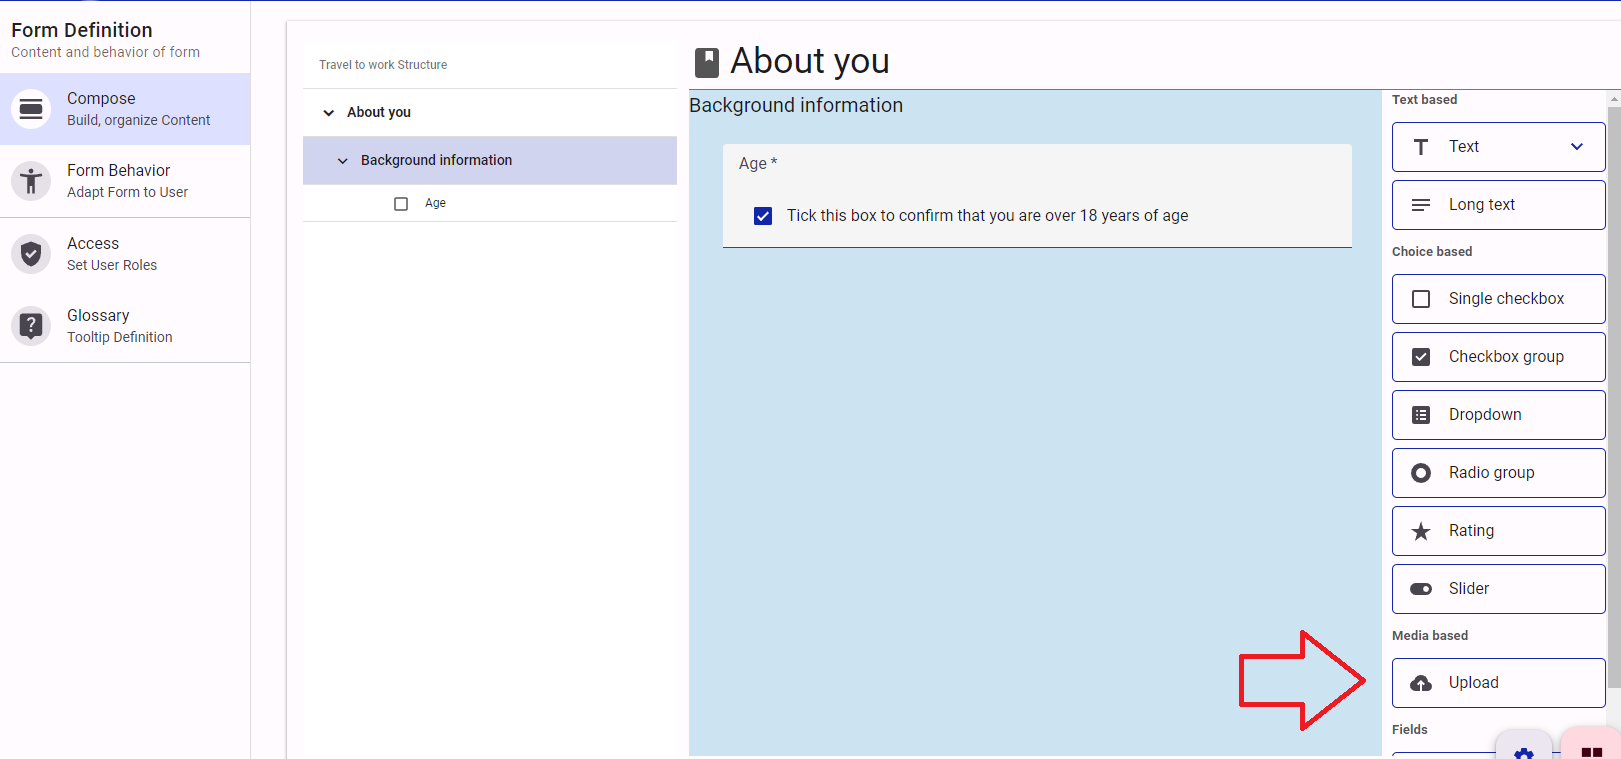 Form Definition
Content and behavior of form
Compose
Build, organize Content
Form Behavior
Adapt Form to User
Access
Set User Roles
Glossary
Tooltip Definition
Travel to work Structure
About you
Background information
Age
About you
Background information
Age *
Tick this box to confirm that you are over 18 years of age
Text based
Text
Long text
Choice based
Single checkbox
Checkbox group
Dropdown
Radio group
Rating
Slider
Media based
Upload
Fields